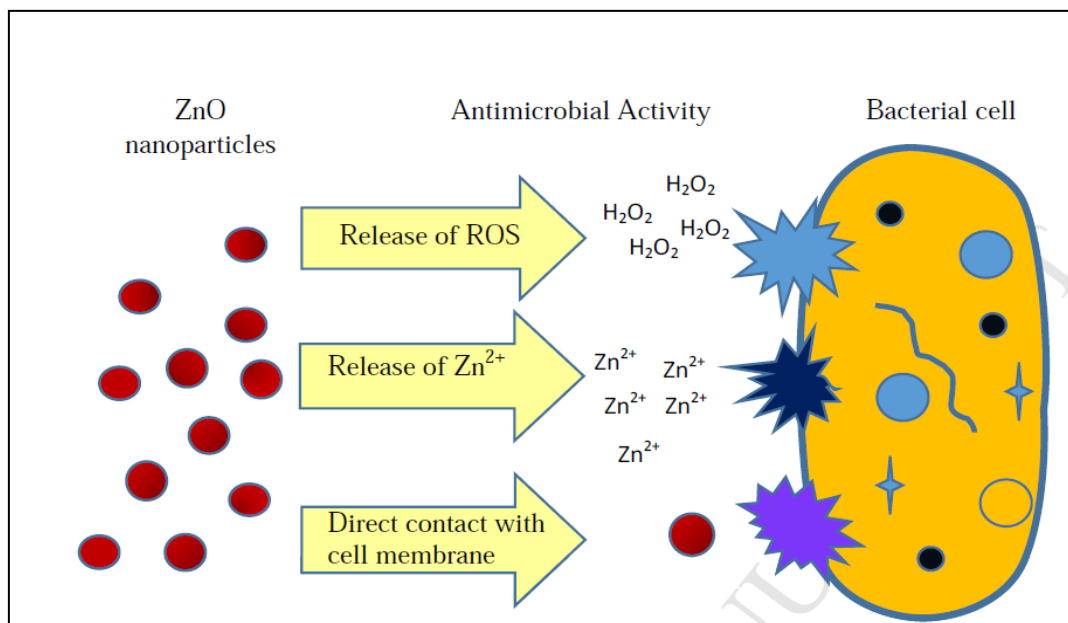 ZnO
nanoparticles
Antimicrobial Activity
Bacterial cell
Release of ROS
H₂O₂
H₂O₂
H₂O₂
H₂O₂
Release of Zn²⁺
Zn²⁺
Zn²⁺
Zn²⁺
Zn²⁺
Zn²⁺
Direct contact with
cell membrane